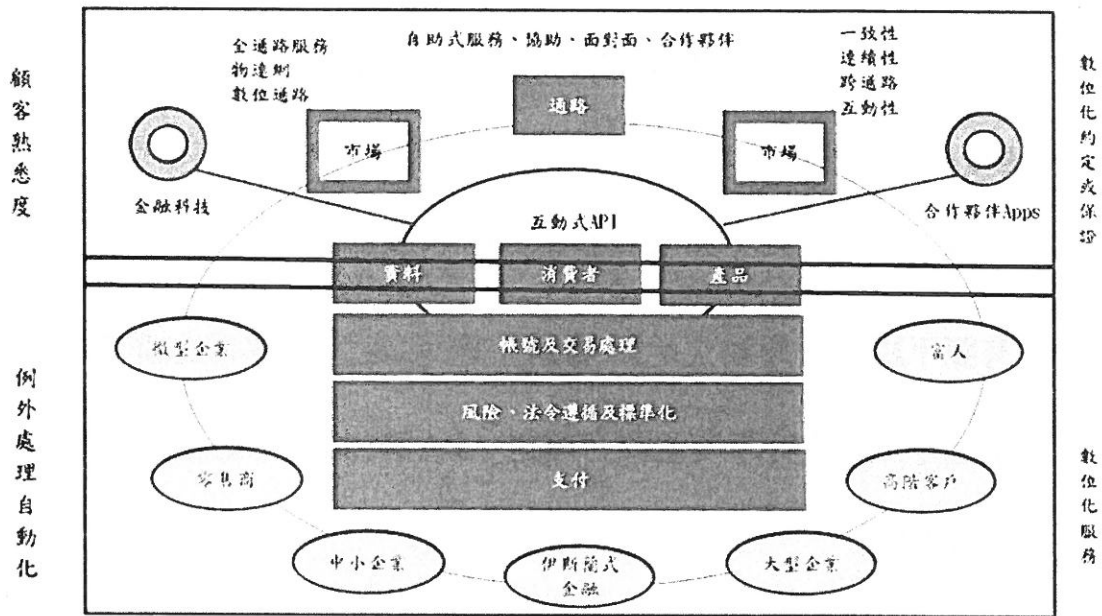 自助式服務、協助、面對面、合作夥伴
全通路服務
物連網
數位通路
一致性
連續性
跨通路
互動性
顧客熟悉度
數位化約定或保證
通路
市場
市場
金融科技
合作夥伴Apps
互動式API
資料
消費者
產品
帳號及交易處理
微型企業
富人
例外處理自動化
風險、法令遵循及標準化
支付
零售商
高階客戶
數位化服務
中小企業
伊斯蘭式
金融
大型企業